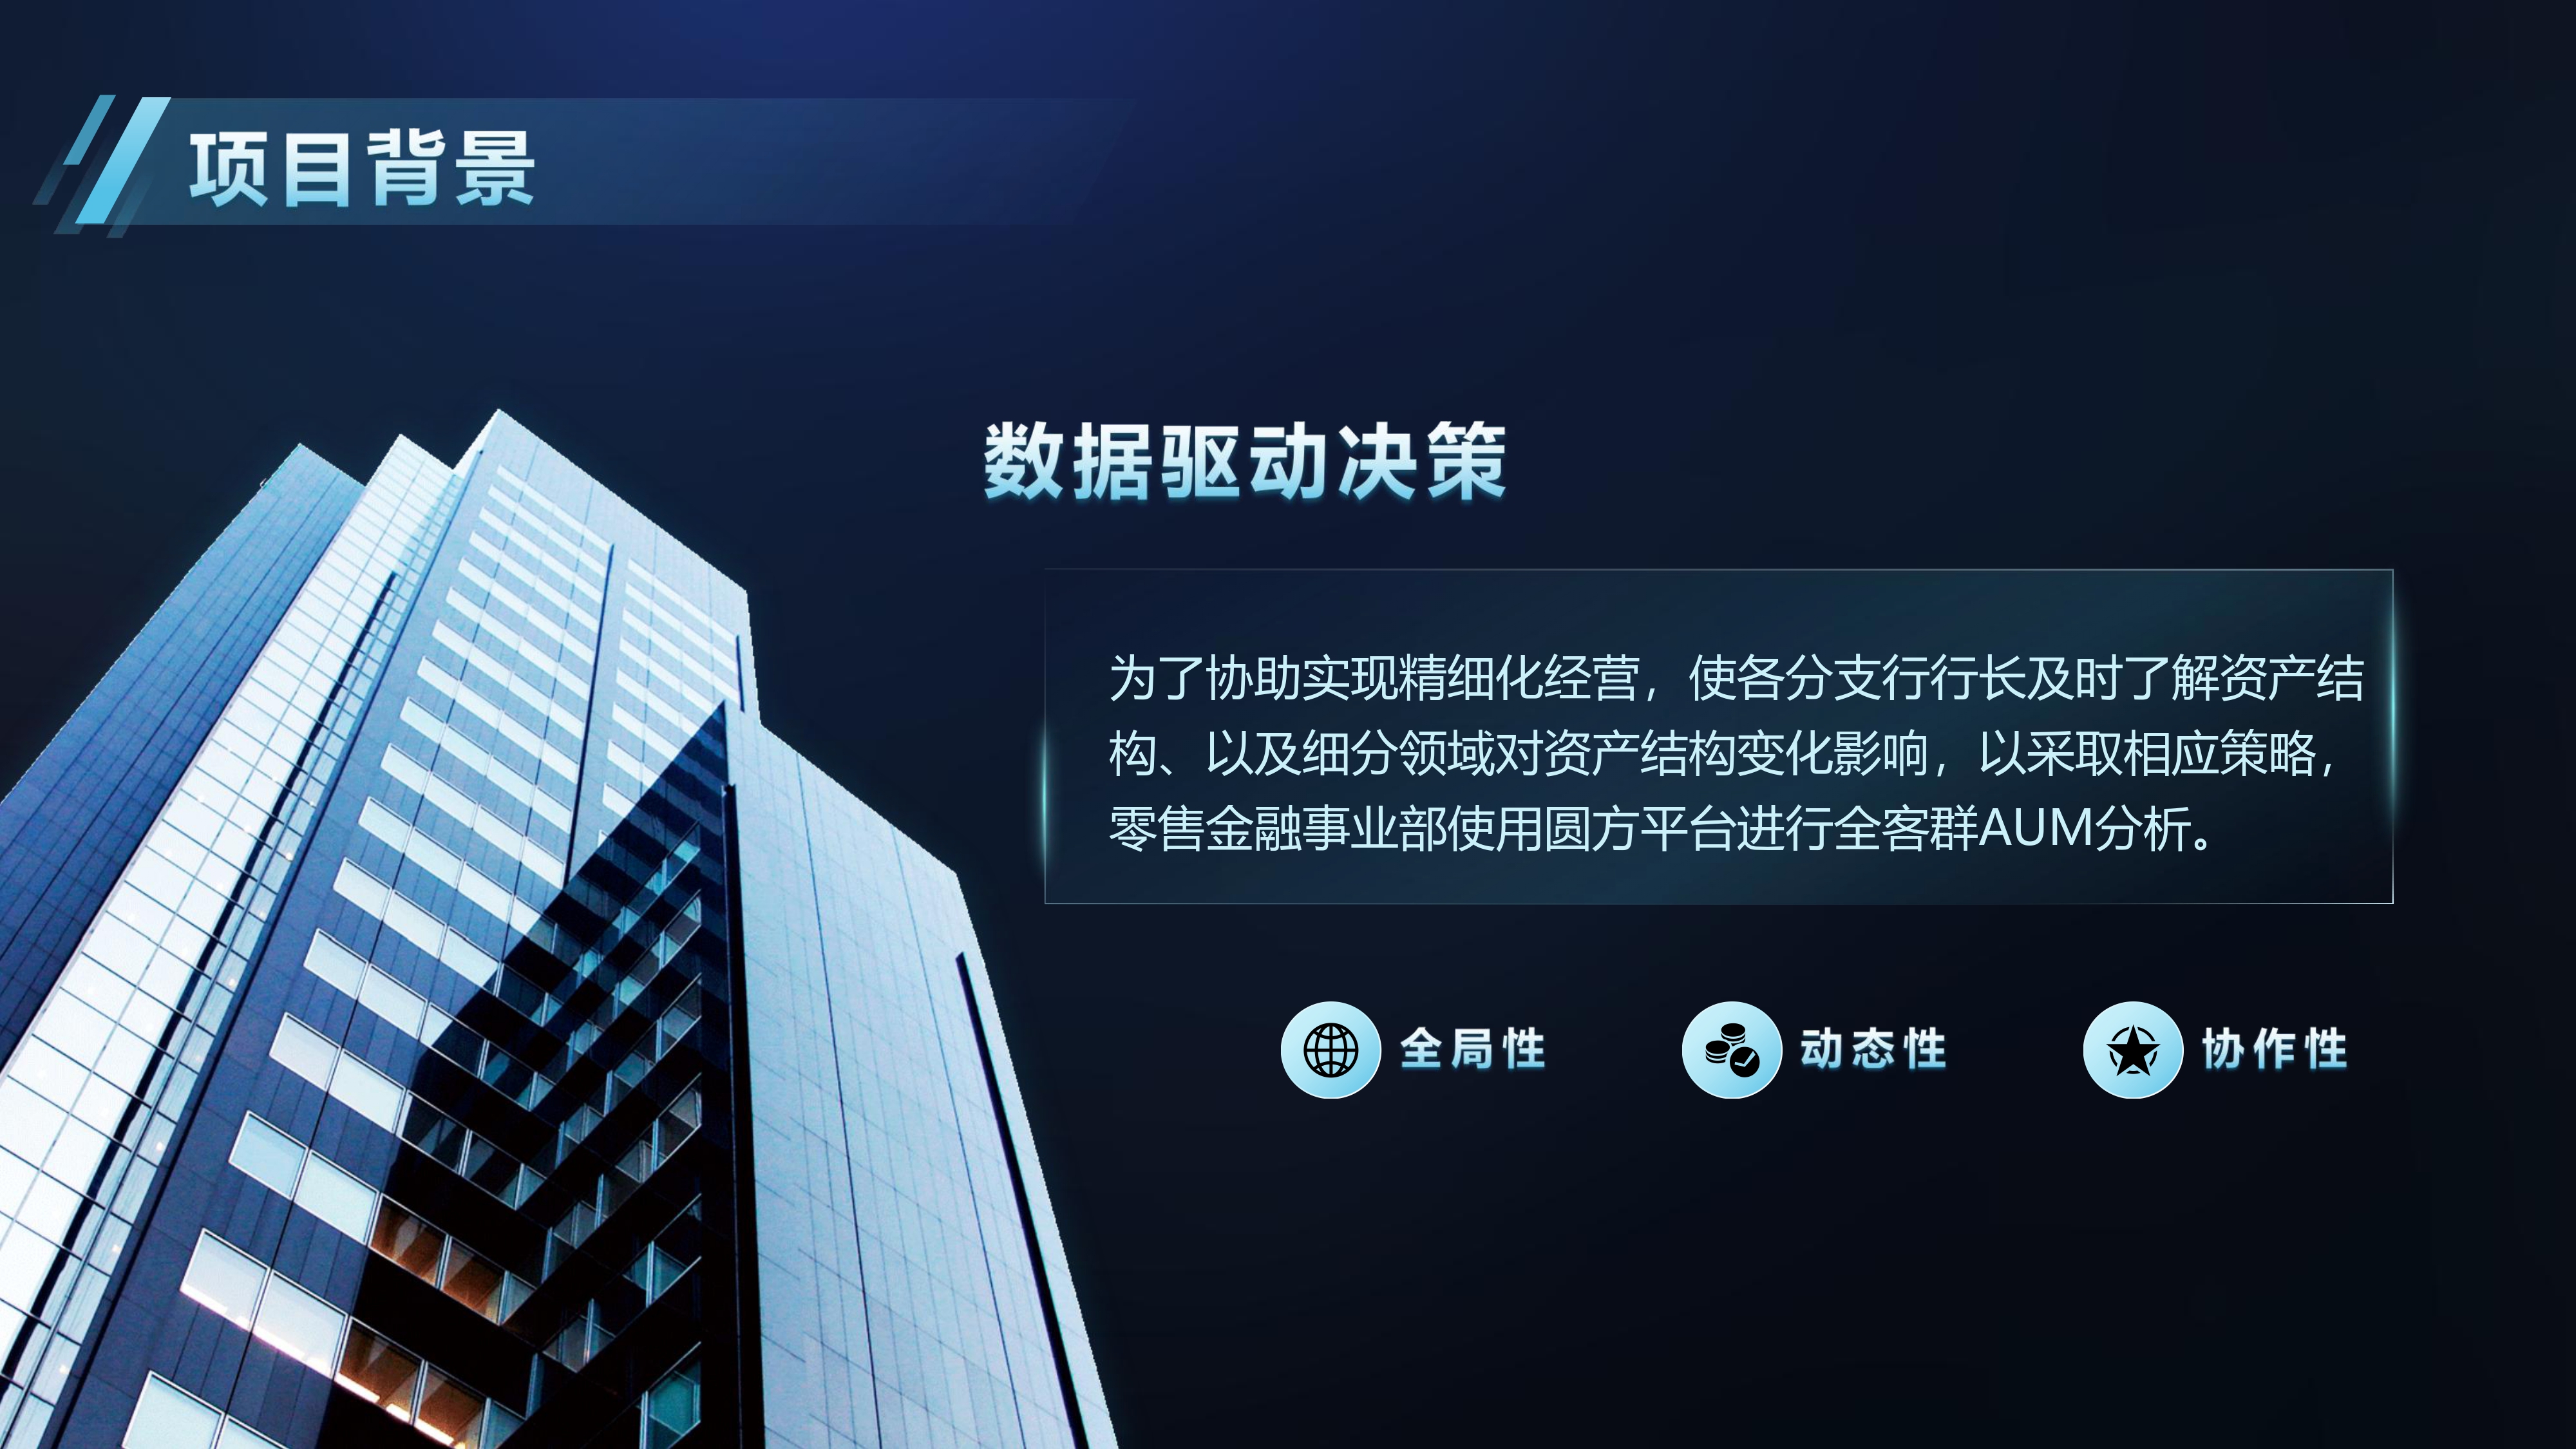 项目背景
数据驱动决策
为了协助实现精细化经营，使各分支行行长及时了解资产结
构、以及细分领域对资产结构变化影响，以采取相应策略，
零售金融事业部使用圆方平台进行全客群AUM分析。
全局性
动态性
协作性